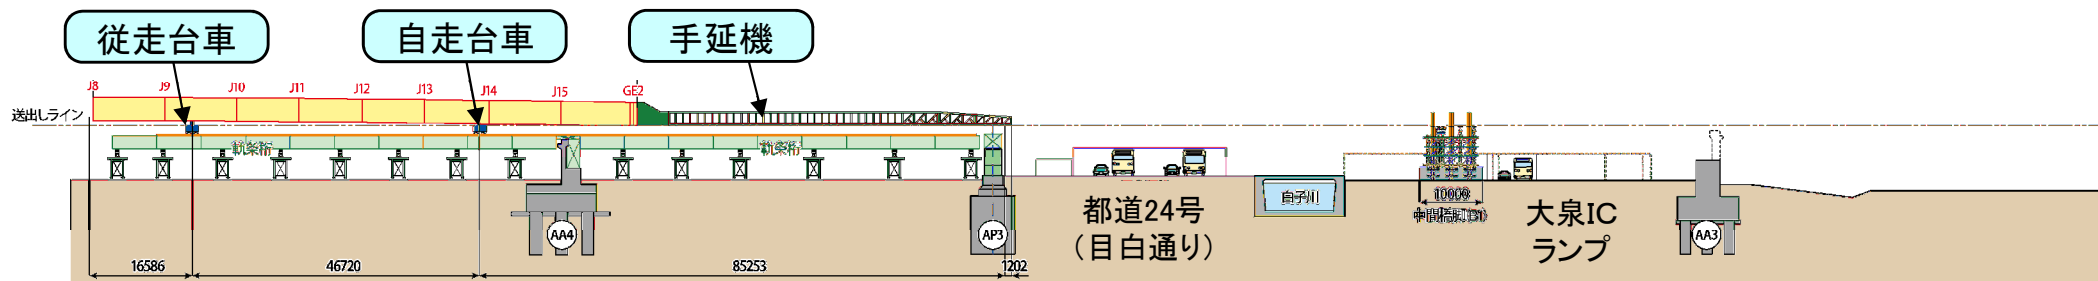 従走台車
自走台車
手延機
J8
J9
J10
J11
J12
J13
J14
J15
GE2
送出しライン
軌条桁
軌条桁
白子川
10000
都道24号
(目白通り)
大泉IC
ランプ
AA4
AP3
AA3
16586
46720
85253
1202